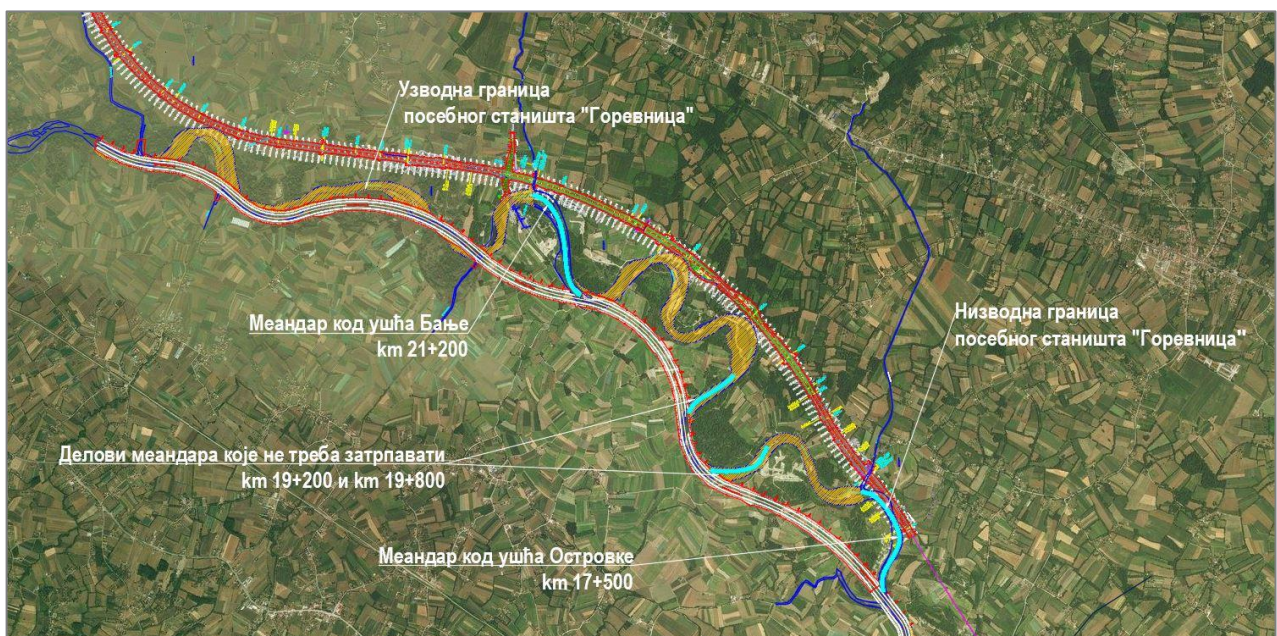 Узводна граница
посебног станишта "Горевница"
Меандар код ушћа Бање
km 21+200
Низводна граница
посебног станишта "Горевница"
Делови меандара које не треба затрпавати
km 19+200 и km 19+800
Меандар код ушћа Островке
km 17+500